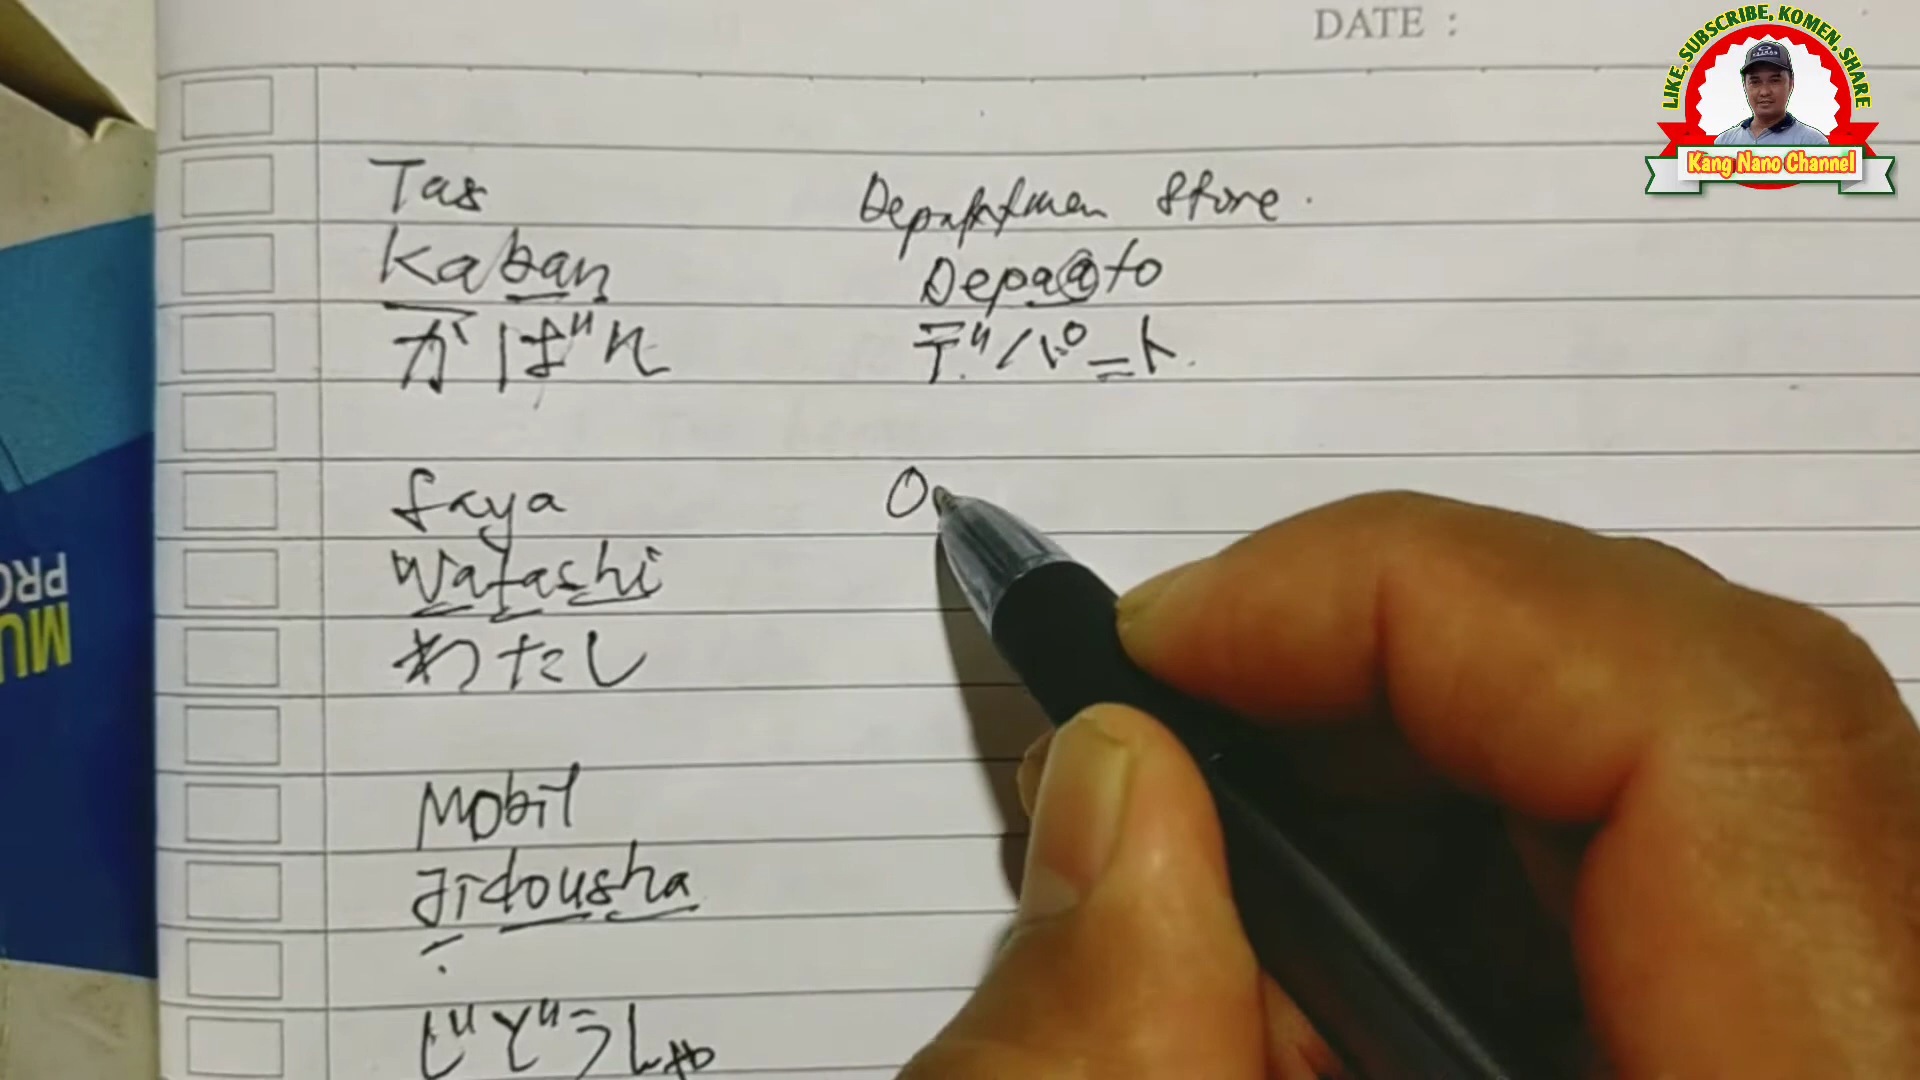 DATE :
LIKE, SUBSCRIBE, KOMEN, SHARE
Kang Nano Channel
Tas
Kaban
かばん
Saya
Watashi
わたし
Mobil
Jidousha
じどうしゃ
Departmen Store.
Depaato
デパート.
O
MU
PRO